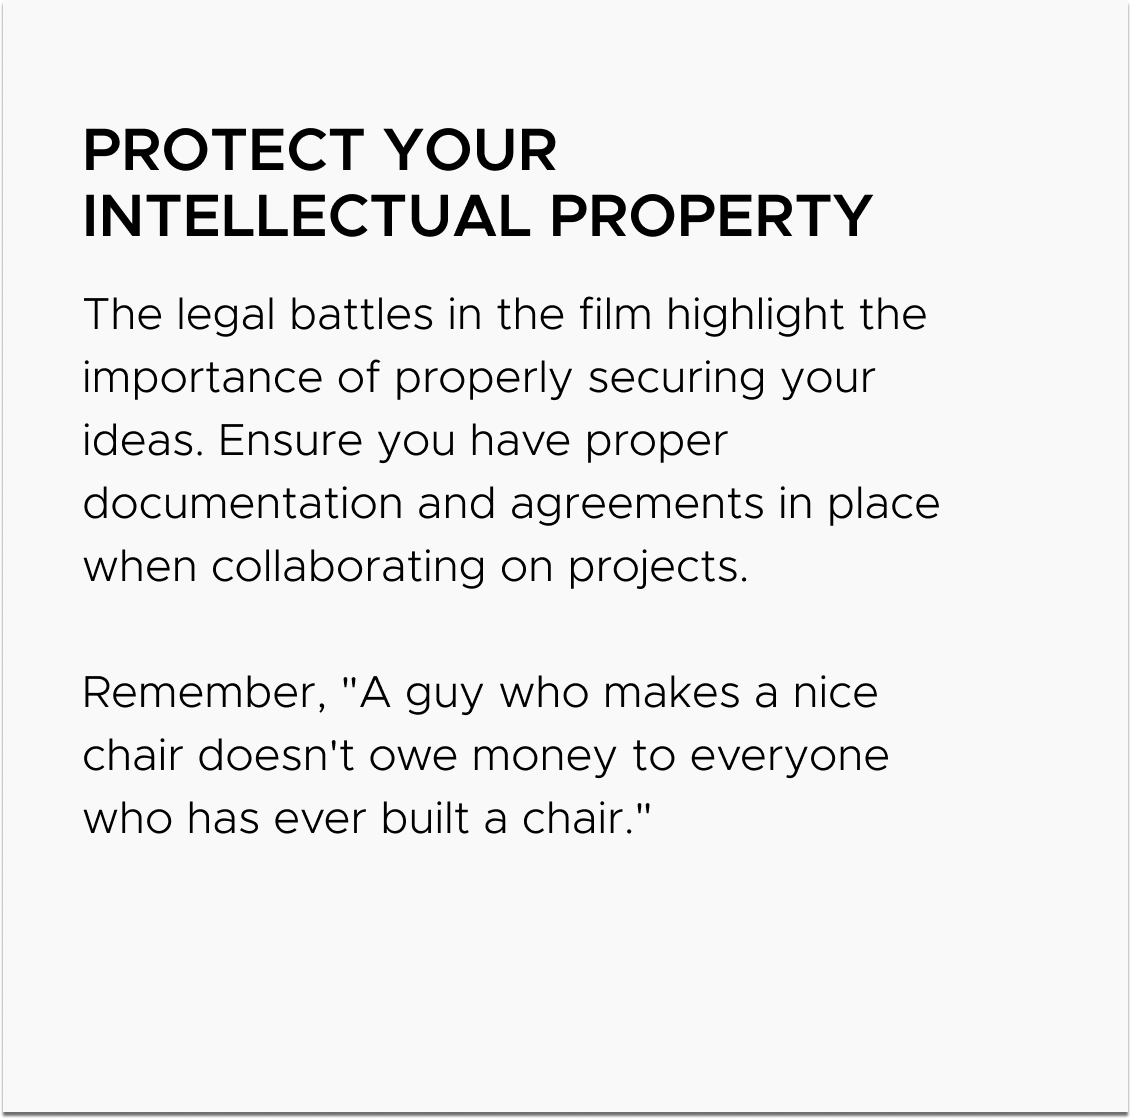 PROTECT YOUR
INTELLECTUAL PROPERTY
The legal battles in the film highlight the
importance of properly securing your
ideas. Ensure you have proper
documentation and agreements in place
when collaborating on projects.
Remember, "A guy who makes a nice
chair doesn't owe money to everyone
who has ever built a chair."